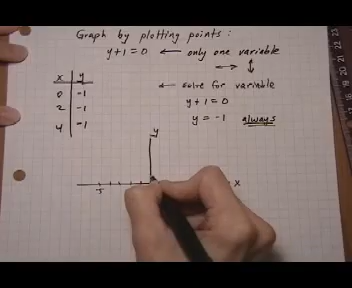 Graph by plotting points:
y+1=0 ← only one variable
← solve for variable
y+1=0
y = -1 always
x y
0 -1
2 -1
4 -1
y
5
x